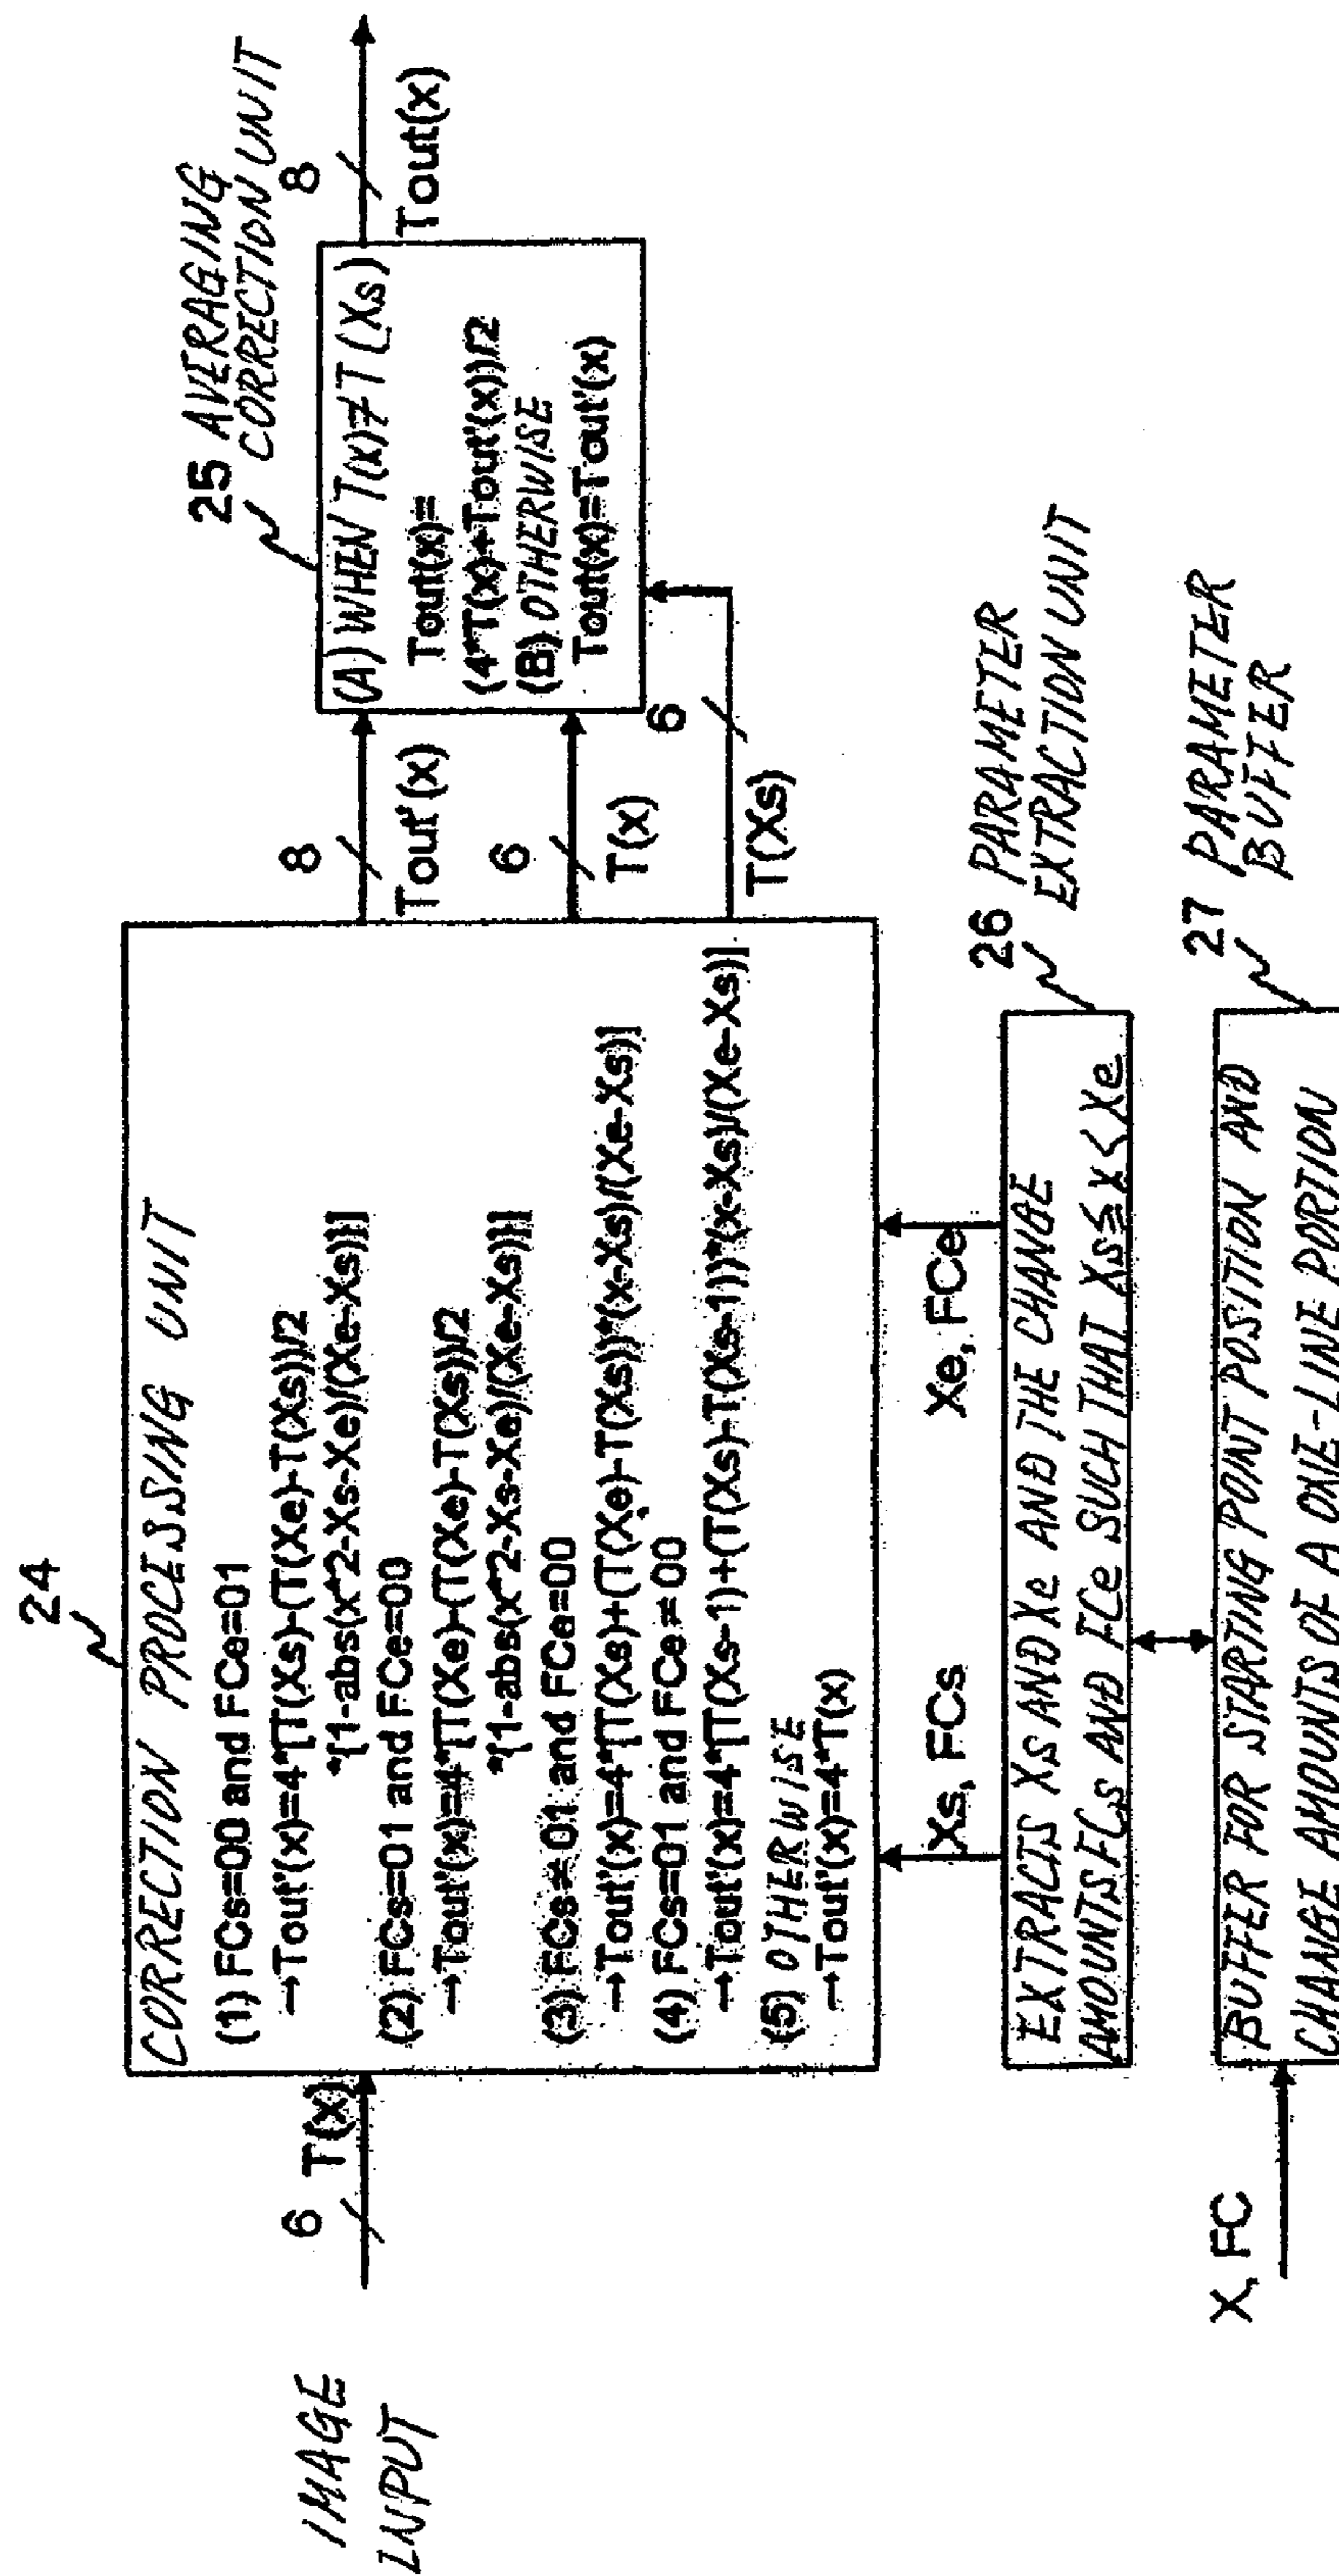 IMAGE
INPUT
6
T(x)
24
CORRECTION PROCESSING UNIT
(1) FCs=00 and FCe=01
→Tout'(x)=4*[T(Xs)-(T(Xe)-T(Xs))/2
*{1-abs(x*2-Xs-Xe)/(Xe-Xs)}]
(2) FCs=01 and FCe=00
→Tout'(x)=4*[T(Xe)-(T(Xe)-T(Xs))/2
*{1-abs(x*2-Xs-Xe)/(Xe-Xs)}]
(3) FCs≠01 and FCe=00
→Tout'(x)=4*[T(Xs)+(T(Xe)-T(Xs))*(x-Xs)/(Xe-Xs)]
(4) FCs=01 and FCe≠00
→Tout'(x)=4*[T(Xs-1)+(T(Xs)-T(Xs-1))*(x-Xs)/(Xe-Xs)]
(5) OTHERWISE
→Tout'(x)=4*T(x)
8
Tout'(x)
6
T(x)
6
T(Xs)
25 AVERAGING
CORRECTION UNIT
(A) WHEN T(x)≠T(Xs)
Tout(x)=
(4*T(x)+Tout'(x))/2
(B) OTHERWISE
Tout(x)=Tout'(x)
8
Tout(x)
Xs, FCs
Xe, FCe
26 PARAMETER
EXTRACTION UNIT
EXTRACTS Xs AND Xe AND THE CHANGE
AMOUNTS FCs AND FCe SUCH THAT Xs≦x<Xe
27 PARAMETER
BUFFER
X, FC
BUFFER FOR STARTING POINT POSITION AND
CHANGE AMOUNTS OF A ONE-LINE PORTION